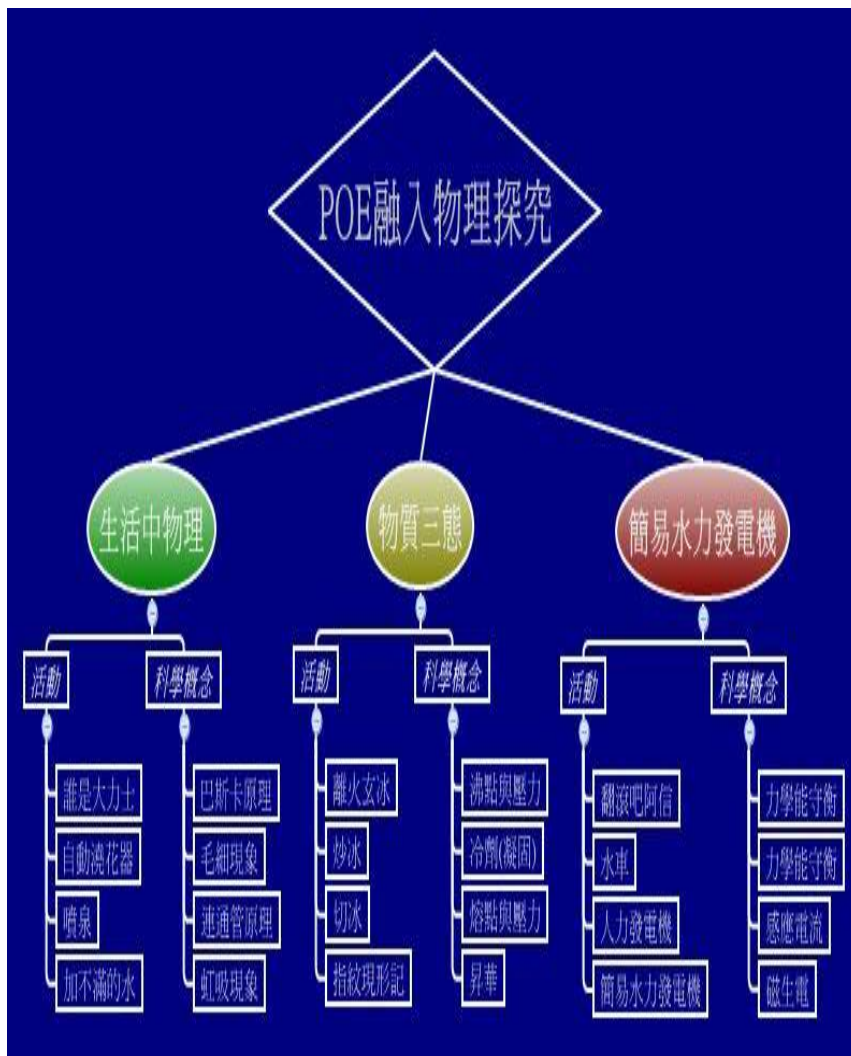 POE融入物理探究
生活中物理
活動
誰是大力士
自動澆花器
噴泉
加不滿的水
科學概念
巴斯卡原理
毛細現象
連通管原理
虹吸現象
物質三態
活動
離火玄冰
炒冰
切冰
指紋現形記
科學概念
沸點與壓力
冷劑(凝固)
熔點與壓力
昇華
簡易水力發電機
活動
翻滾吧阿信
水車
人力發電機
簡易水力發電機
科學概念
力學能守衡
力學能守衡
感應電流
磁生電